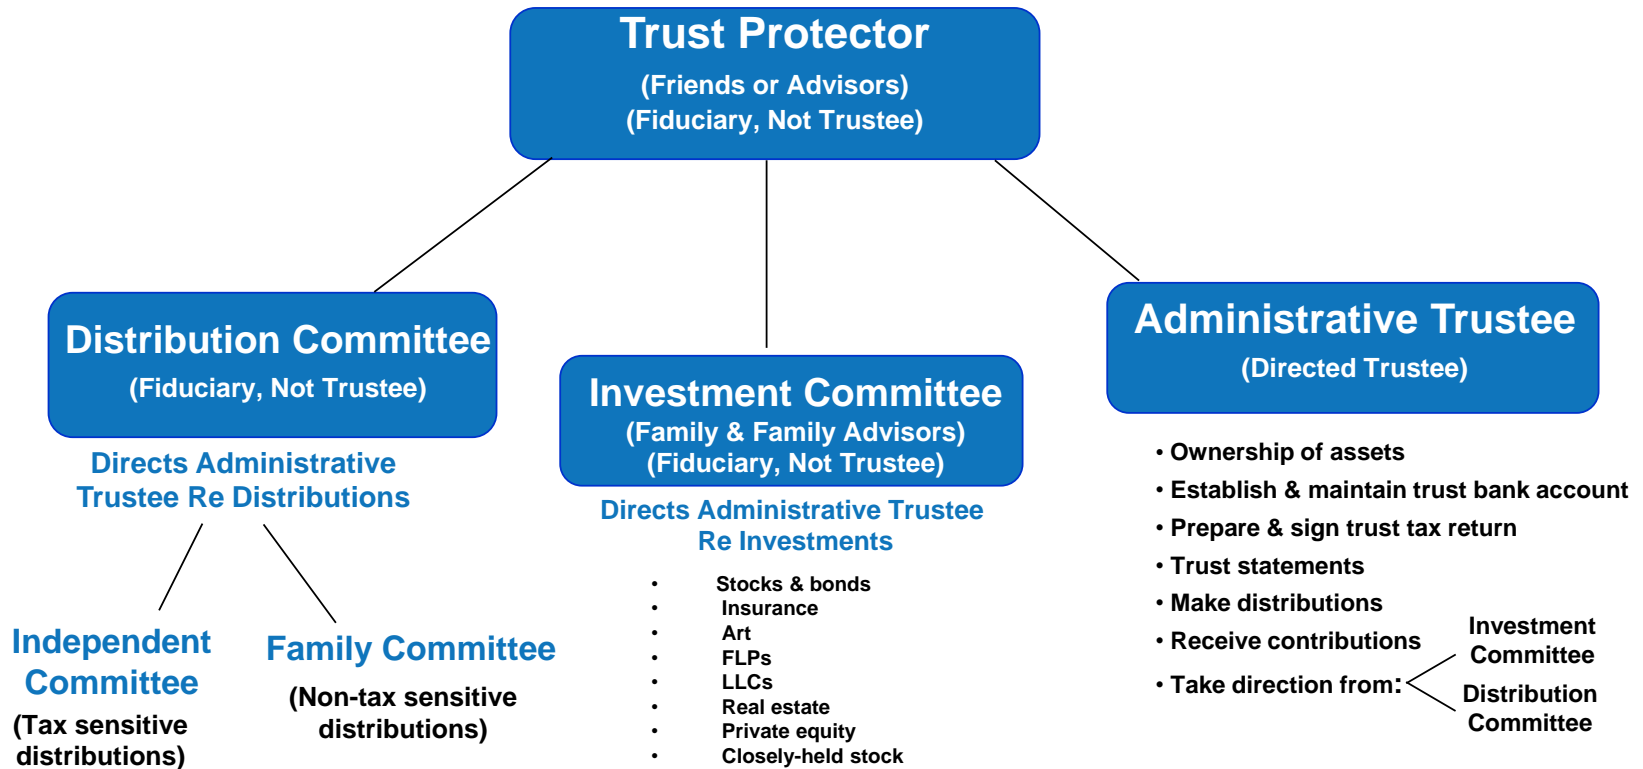 Trust Protector
(Friends or Advisors)
(Fiduciary, Not Trustee)
Distribution Committee
(Fiduciary, Not Trustee)
Directs Administrative
Trustee Re Distributions
Independent
Committee
(Tax sensitive
distributions)
Family Committee
(Non-tax sensitive
distributions)
Investment Committee
(Family & Family Advisors)
(Fiduciary, Not Trustee)
Directs Administrative Trustee
Re Investments
• Stocks & bonds
• Insurance
• Art
• FLPs
• LLCs
• Real estate
• Private equity
• Closely-held stock
Administrative Trustee
(Directed Trustee)
• Ownership of assets
• Establish & maintain trust bank account
• Prepare & sign trust tax return
• Trust statements
• Make distributions
• Receive contributions
• Take direction from:
Investment
Committee
Distribution
Committee